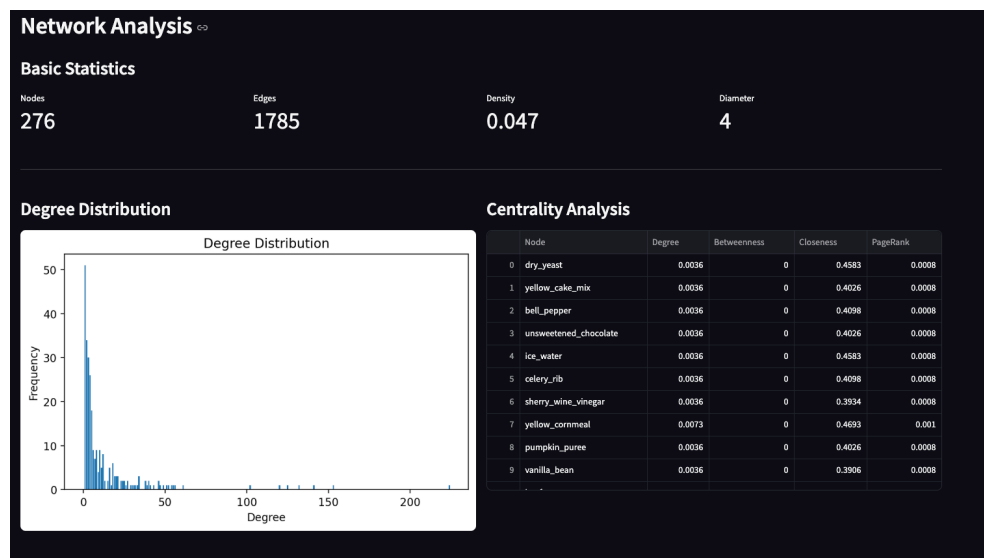 Network Analysis
Basic Statistics
Nodes Edges Density Diameter
276 1785 0.047 4
Degree Distribution
Degree Distribution
50
40
30
20
10
0
Frequency
0 50 100 150 200
Degree
Centrality Analysis
Node Degree Betweenness Closeness PageRank
0 dry_yeast 0.0036 0 0.4583 0.0008
1 yellow_cake_mix 0.0036 0 0.4026 0.0008
2 bell_pepper 0.0036 0 0.4098 0.0008
3 unsweetened_chocolate 0.0036 0 0.4026 0.0008
4 ice_water 0.0036 0 0.4583 0.0008
5 celery_rib 0.0036 0 0.4098 0.0008
6 sherry_wine_vinegar 0.0036 0 0.3934 0.0008
7 yellow_cornmeal 0.0073 0 0.4693 0.001
8 pumpkin_puree 0.0036 0 0.4026 0.0008
9 vanilla_bean 0.0036 0 0.3906 0.0008